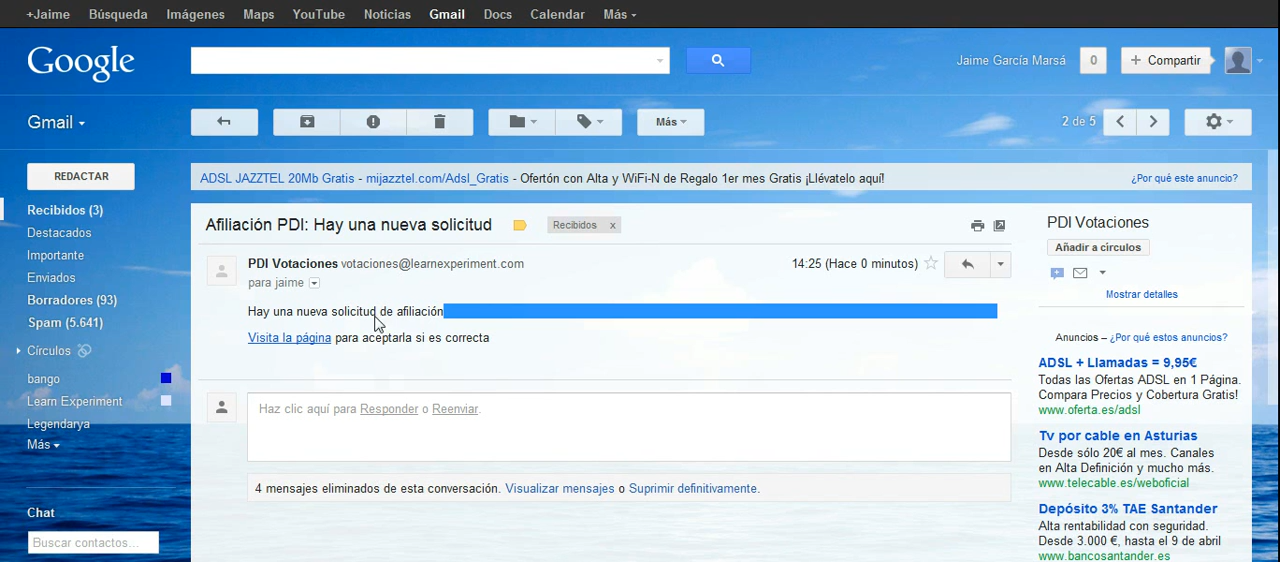 +Jaime Búsqueda Imágenes Maps YouTube Noticias Gmail Docs Calendar Más
Google
Jaime García Marsá 0 + Compartir
Gmail
Más
2 de 5
REDACTAR
Recibidos (3)
Destacados
Importante
Enviados
Borradores (93)
Spam (5.641)
Círculos
bango
Learn Experiment
Legendarya
Más
Chat
Buscar contactos...
ADSL JAZZTEL 20Mb Gratis - mijazztel.com/Adsl_Gratis - Ofertón con Alta y WiFi-N de Regalo 1er mes Gratis ¡Llévatelo aquí! ¿Por qué este anuncio?
Afiliación PDI: Hay una nueva solicitud Recibidos x
PDI Votaciones votaciones@learnexperiment.com 14:25 (Hace 0 minutos)
para jaime
Hay una nueva solicitud de afiliación
Visita la página para aceptarla si es correcta
Haz clic aquí para Responder o Reenviar.
4 mensajes eliminados de esta conversación. Visualizar mensajes o Suprimir definitivamente.
PDI Votaciones
Añadir a círculos
Mostrar detalles
Anuncios – ¿Por qué estos anuncios?
ADSL + Llamadas = 9,95€
Todas las Ofertas ADSL en 1 Página.
Compara Precios y Cobertura Gratis!
www.oferta.es/adsl
Tv por cable en Asturias
Desde sólo 20€ al mes. Canales
en Alta Definición y mucho más.
www.telecable.es/weboficial
Depósito 3% TAE Santander
Alta rentabilidad con seguridad.
Desde 3.000 €, hasta el 9 de abril
www.bancosantander.es